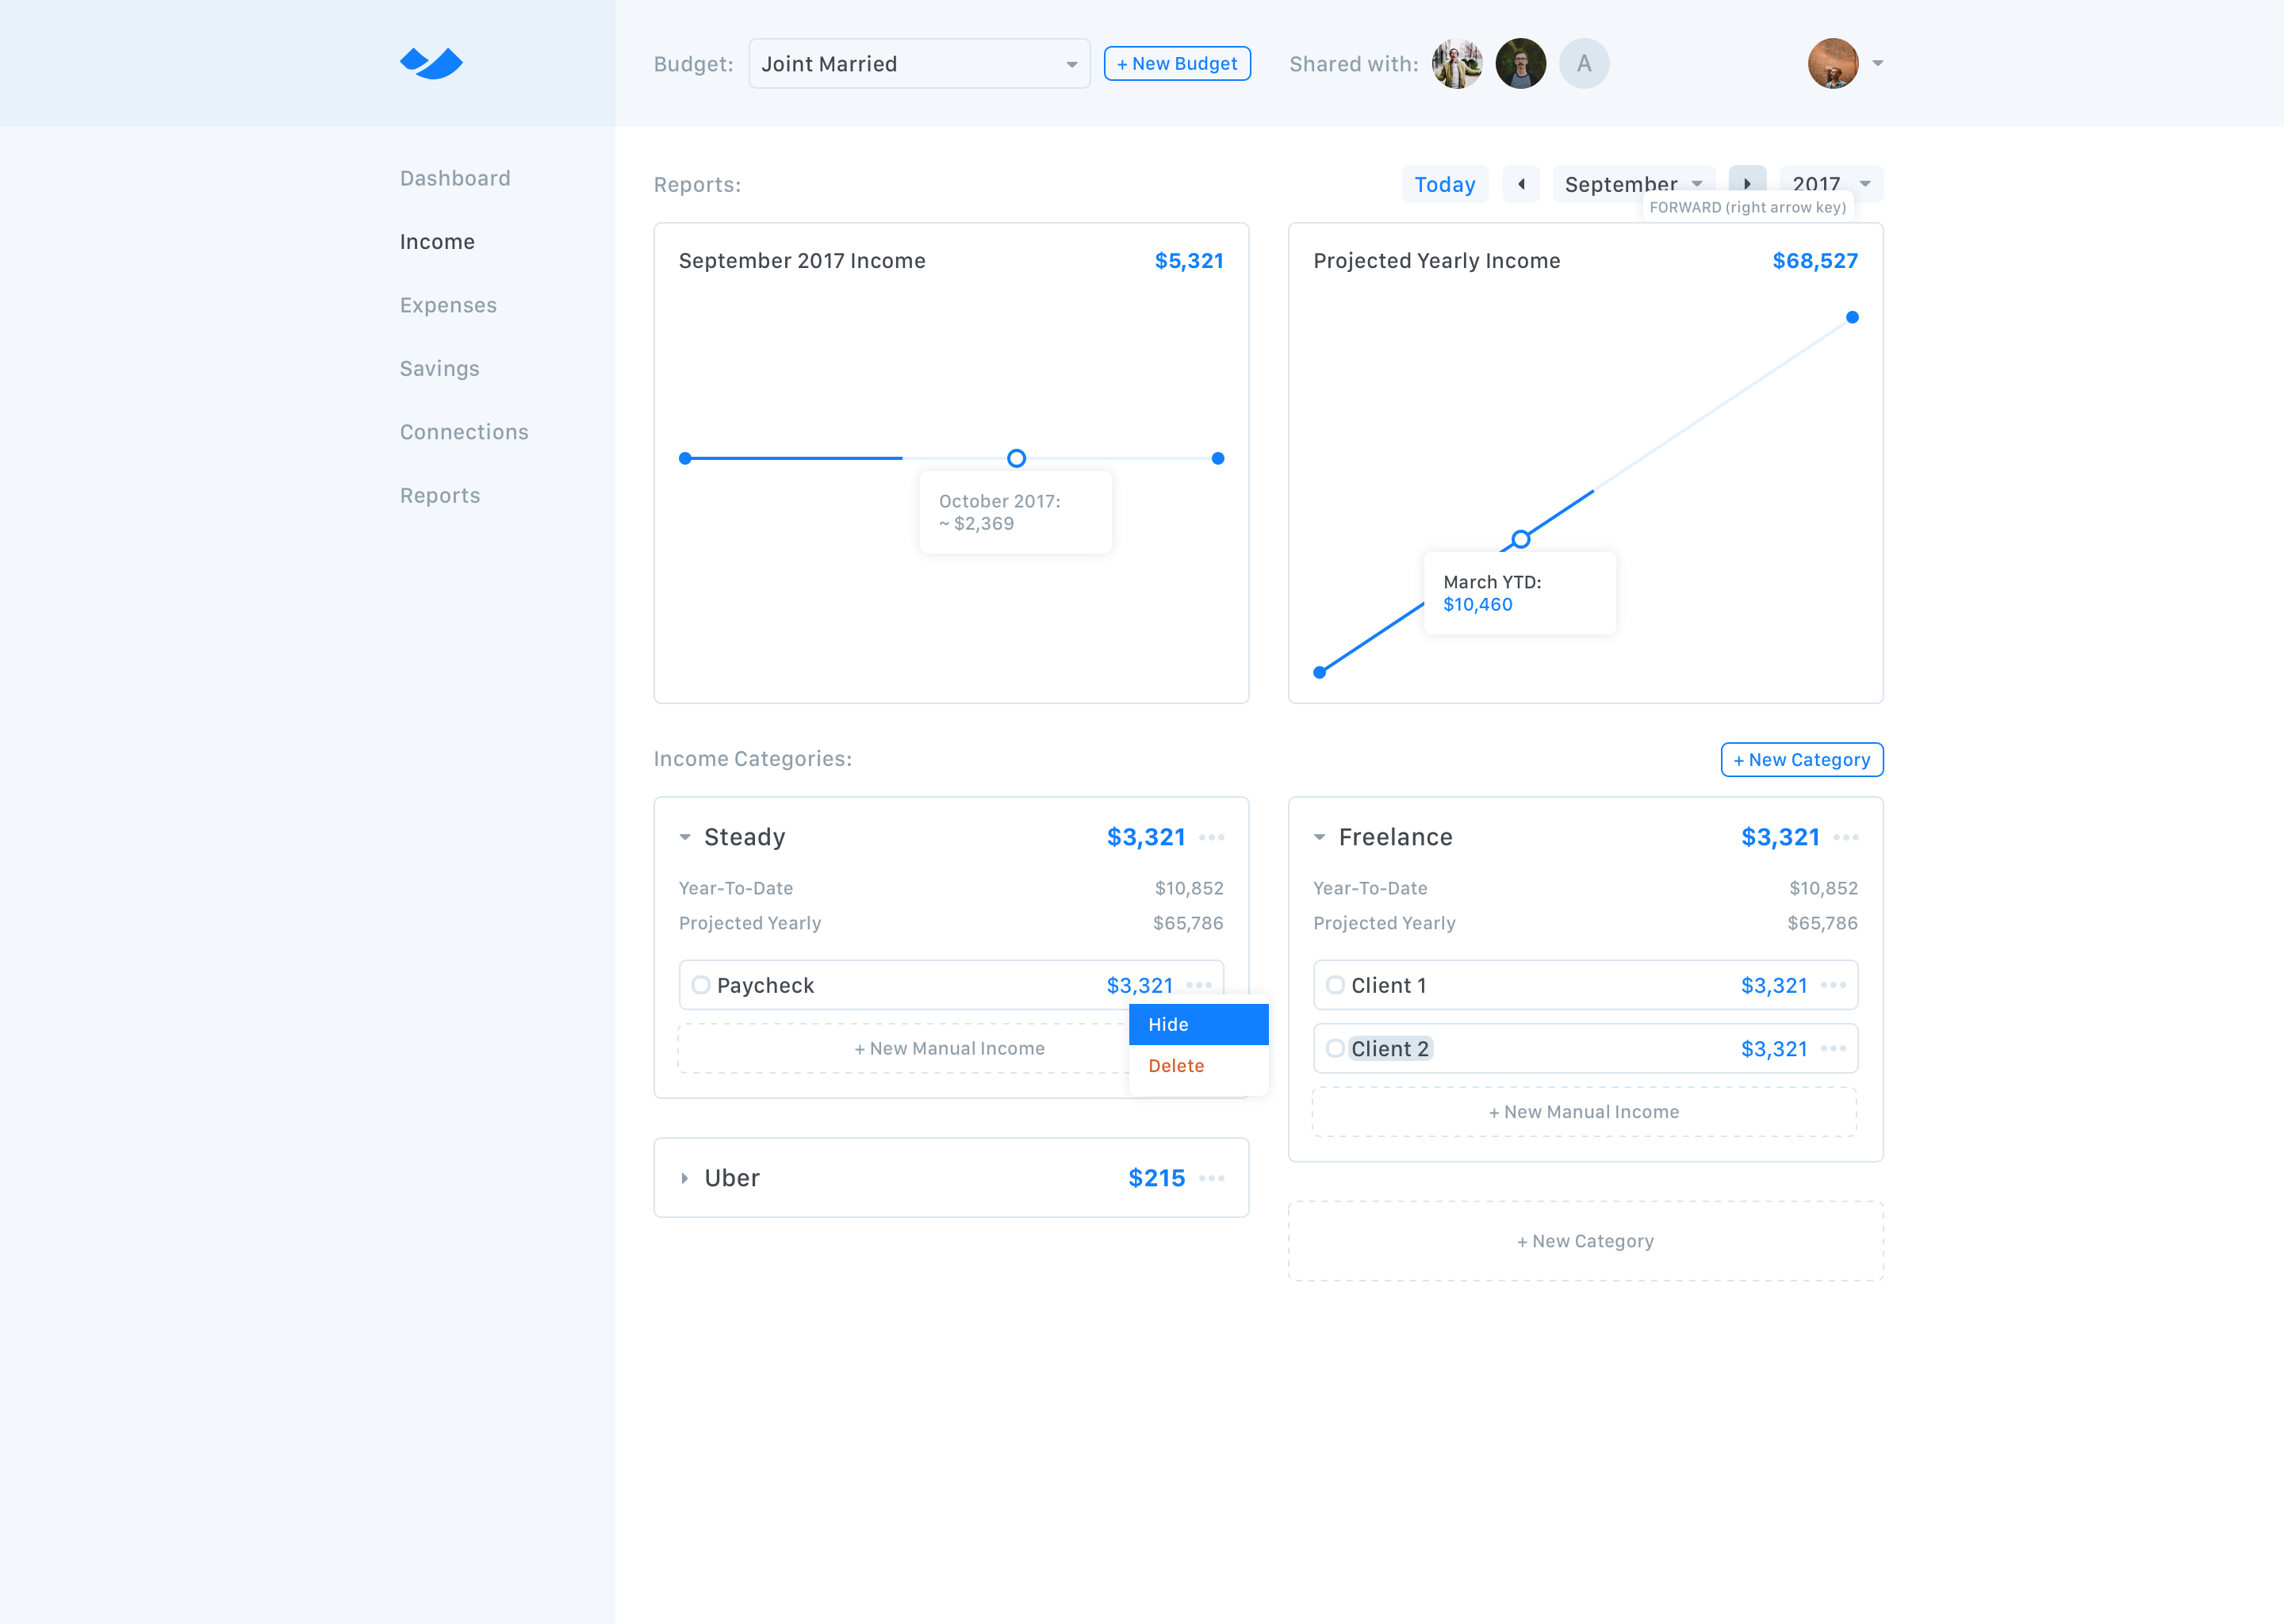 Budget:
Joint Married
+ New Budget
Shared with:
A
Dashboard
Income
Expenses
Savings
Connections
Reports
Reports:
Today
September
2017
FORWARD (right arrow key)
September 2017 Income
$5,321
October 2017:
~ $2,369
Projected Yearly Income
$68,527
March YTD:
$10,460
Income Categories:
+ New Category
Steady
$3,321
Year-To-Date
$10,852
Projected Yearly
$65,786
Paycheck
$3,321
Hide
Delete
+ New Manual Income
Uber
$215
Freelance
$3,321
Year-To-Date
$10,852
Projected Yearly
$65,786
Client 1
$3,321
Client 2
$3,321
+ New Manual Income
+ New Category